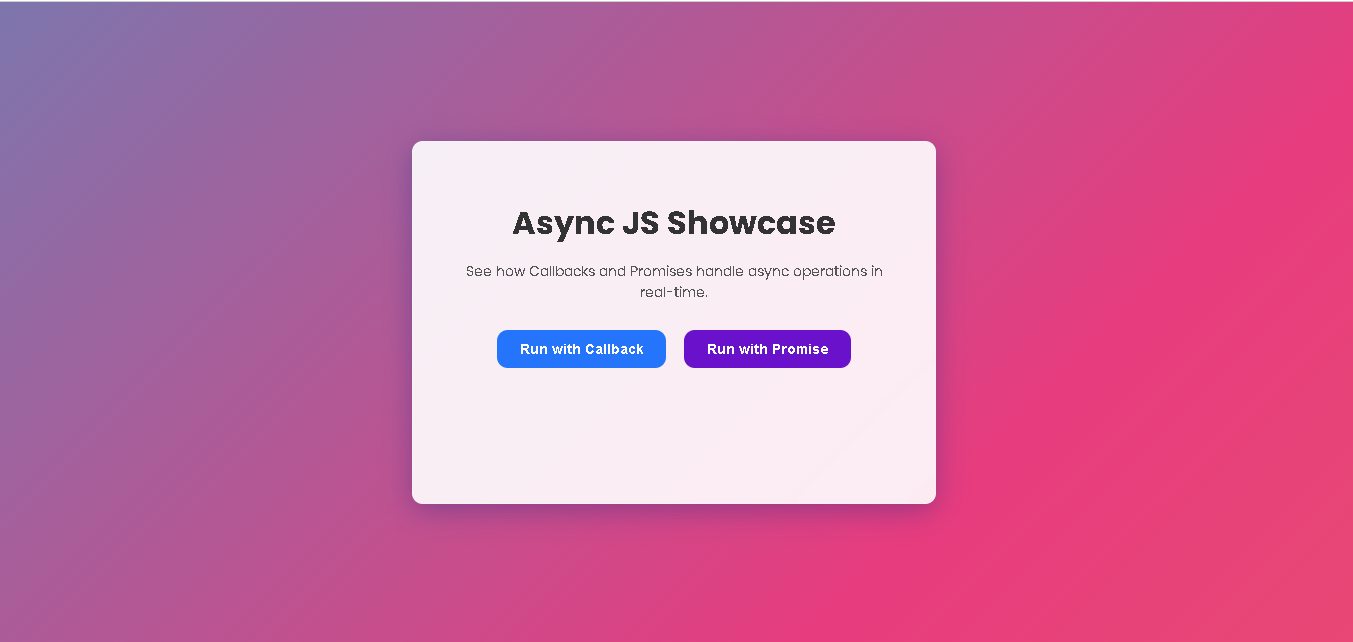 Async JS Showcase
See how Callbacks and Promises handle async operations in
real-time.
Run with Callback
Run with Promise